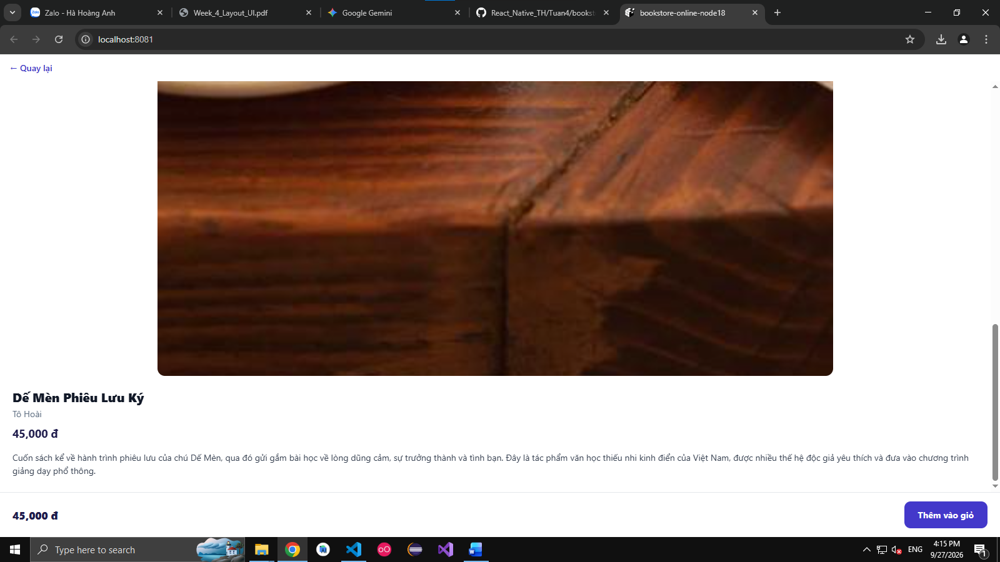 Zalo - Hà Hoàng Anh
Week_4_Layout_UI.pdf
Google Gemini
React_Native_TH/Tuan4/bookst
bookstore-online-node18
localhost:8081
← Quay lại
Dế Mèn Phiêu Lưu Ký
Tô Hoài
45,000 đ
Cuốn sách kể về hành trình phiêu lưu của chú Dế Mèn, qua đó gửi gắm bài học về lòng dũng cảm, sự trưởng thành và tình bạn. Đây là tác phẩm văn học thiếu nhi kinh điển của Việt Nam, được nhiều thế hệ độc giả yêu thích và đưa vào chương trình
giảng dạy phổ thông.
45,000 đ
Thêm vào giỏ
Type here to search
ENG
4:15 PM
9/27/2026
1